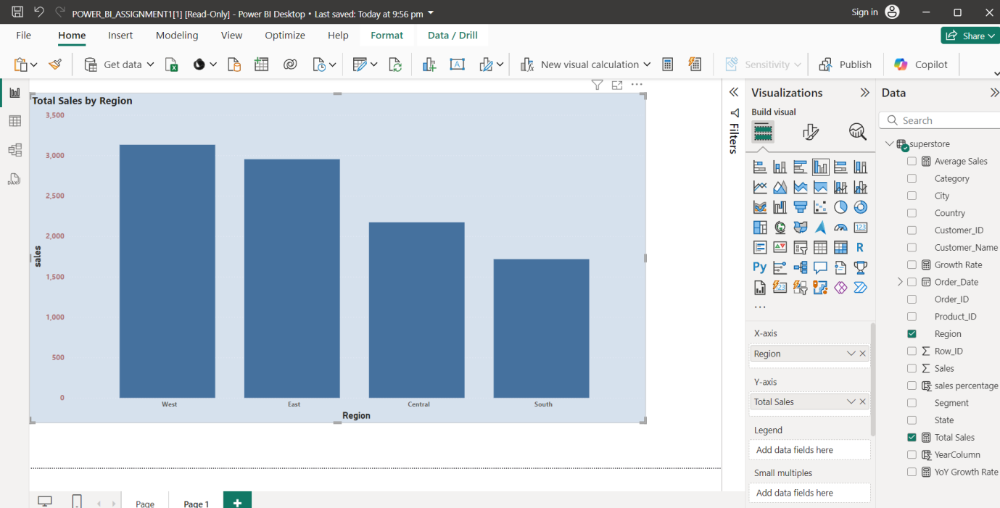 POWER_BI_ASSIGNMENT1[1] [Read-Only] - Power BI Desktop • Last saved: Today at 9:56 pm
Sign in
File Home Insert Modeling View Optimize Help Format Data / Drill
Share
Get data
New visual calculation
Sensitivity
Publish
Copilot
Total Sales by Region
3,500
3,000
2,500
2,000
1,500
1,000
500
0
sales
West East Central South
Region
Filters
Visualizations
Build visual
R
Py
123
...
X-axis
Region
Y-axis
Total Sales
Legend
Add data fields here
Small multiples
Add data fields here
Data
Search
superstore
Average Sales
Category
City
Country
Customer_ID
Customer_Name
Growth Rate
Order_Date
Order_ID
Product_ID
Region
Row_ID
Sales
sales percentage
Segment
State
Total Sales
YearColumn
YoY Growth Rate
DAX
Page
Page 1